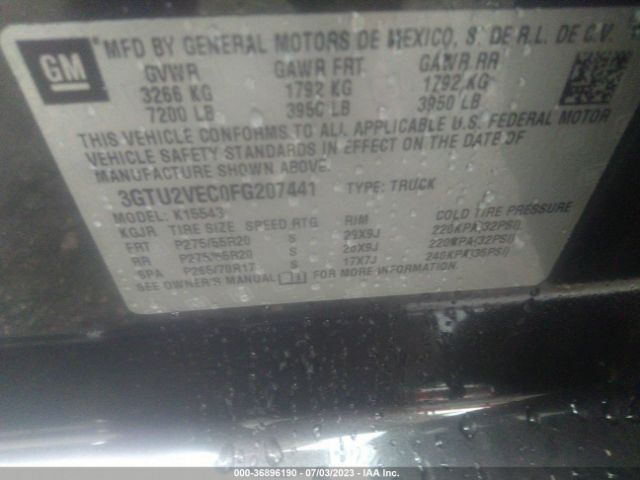 GM
MFD BY GENERAL MOTORS DE MEXICO, S. DE R.L. DE C.V.
GVWR GAWR FRT GAWR RR
3266 KG 1792 KG 1792 KG
7200 LB 3950 LB 3950 LB
THIS VEHICLE CONFORMS TO ALL APPLICABLE U.S. FEDERAL MOTOR
VEHICLE SAFETY STANDARDS IN EFFECT ON THE DATE OF
MANUFACTURE SHOWN ABOVE.
3GTU2VEC0FG207441 TYPE: TRUCK
MODEL: K15543
KGJR TIRE SIZE SPEED RTG RIM COLD TIRE PRESSURE
FRT P275/55R20 S 20X9J 220KPA(32PSI)
RR P275/55R20 S 20X9J 220KPA(32PSI)
SPA P265/70R17 S 17X7J 240KPA(35PSI)
SEE OWNER'S MANUAL FOR MORE INFORMATION.
000-36896190 - 07/03/2023 - IAA Inc.